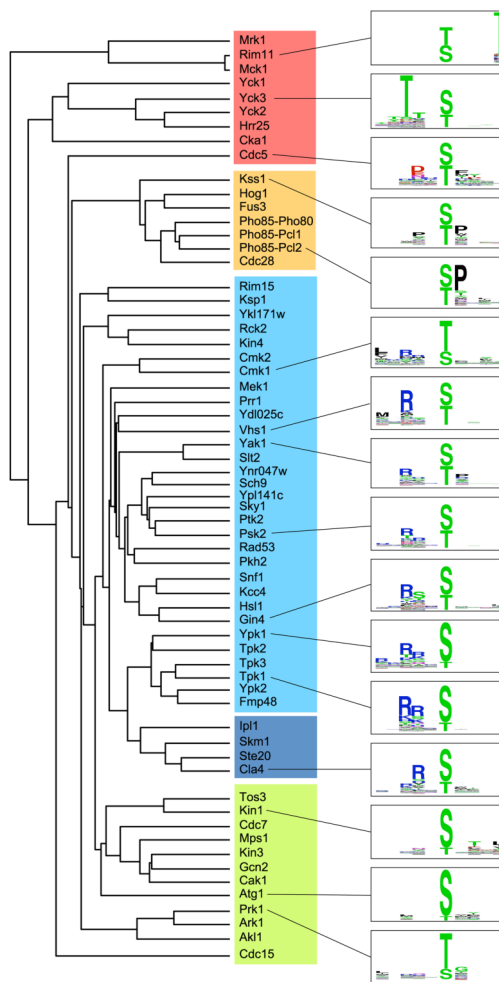 Mrk1
Rim11
Mck1
Yck1
Yck3
Yck2
Hrr25
Cka1
Cdc5
Kss1
Hog1
Fus3
Pho85-Pho80
Pho85-Pcl1
Pho85-Pcl2
Cdc28
Rim15
Ksp1
Ykl171w
Rck2
Kin4
Cmk2
Cmk1
Mek1
Prr1
Ydl025c
Vhs1
Yak1
Slt2
Ynr047w
Sch9
Ypl141c
Sky1
Ptk2
Psk2
Rad53
Pkh2
Snf1
Kcc4
Hsl1
Gin4
Ypk1
Tpk2
Tpk3
Tpk1
Ypk2
Fmp48
Ipl1
Skm1
Ste20
Cla4
Tos3
Kin1
Cdc7
Mps1
Kin3
Gcn2
Cak1
Atg1
Prk1
Ark1
Akl1
Cdc15
T
S
T S
T
P S
T
S
P T P
S P
T
R T
S
R S
T
R S
T P
R S
T
R S S
T
R R S
R R S
T
R S
T
S
T
S
T
S G